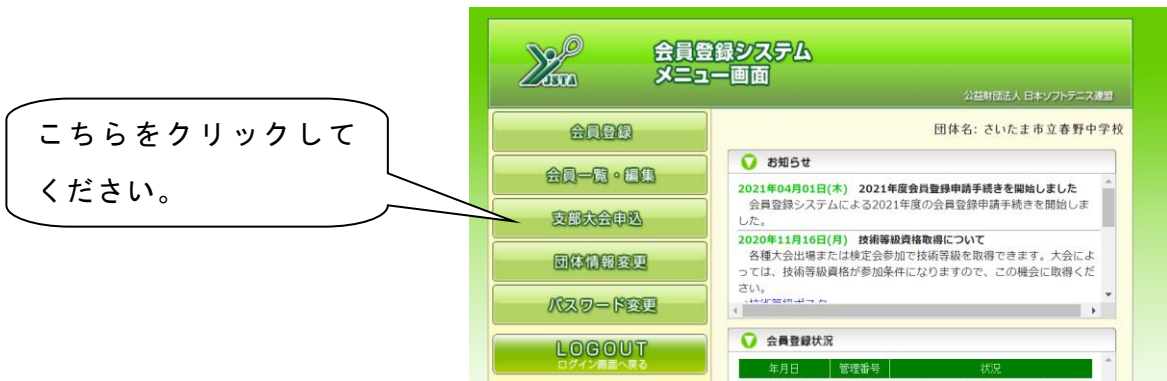 こちらをクリックして
ください。
JSTA
会員登録システム
メニュー画面
公益財団法人 日本ソフトテニス連盟
会員登録
会員一覧・編集
支部大会申込
団体情報変更
パスワード変更
LOGOUT
ログイン画面へ戻る
団体名: さいたま市立春野中学校
お知らせ
2021年04月01日(木) 2021年度会員登録申請手続きを開始しました
会員登録システムによる2021年度の会員登録申請手続きを開始しま
した。
2020年11月16日(月) 技術等級資格取得について
各種大会出場または検定会参加で技術等級を取得できます。大会によ
っては、技術等級資格が参加条件になりますので、この機会に取得くだ
さい。
会員登録状況
年月日 管理番号 状況